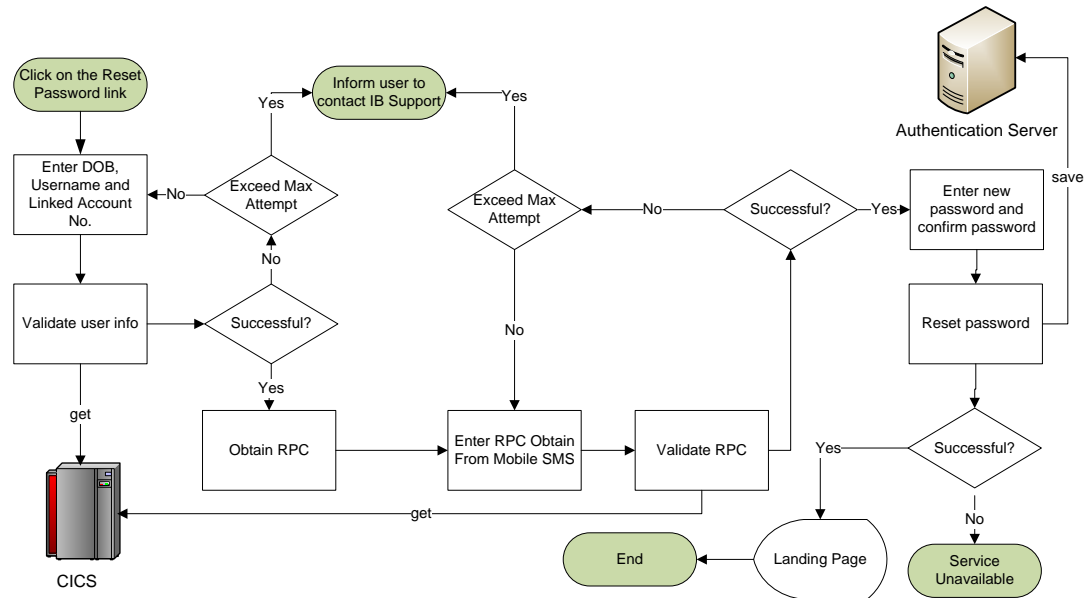 Click on the Reset
Password link
Yes
Inform user to
contact IB Support
Yes
Authentication Server
Enter DOB,
Username and
Linked Account
No.
No
Exceed Max
Attempt
Exceed Max
Attempt
No
Successful?
Yes
Enter new
password and
confirm password
save
No
Validate user info
Successful?
No
Reset password
Yes
get
Obtain RPC
Enter RPC Obtain
From Mobile SMS
Validate RPC
Yes
Successful?
get
No
CICS
End
Landing Page
Service
Unavailable